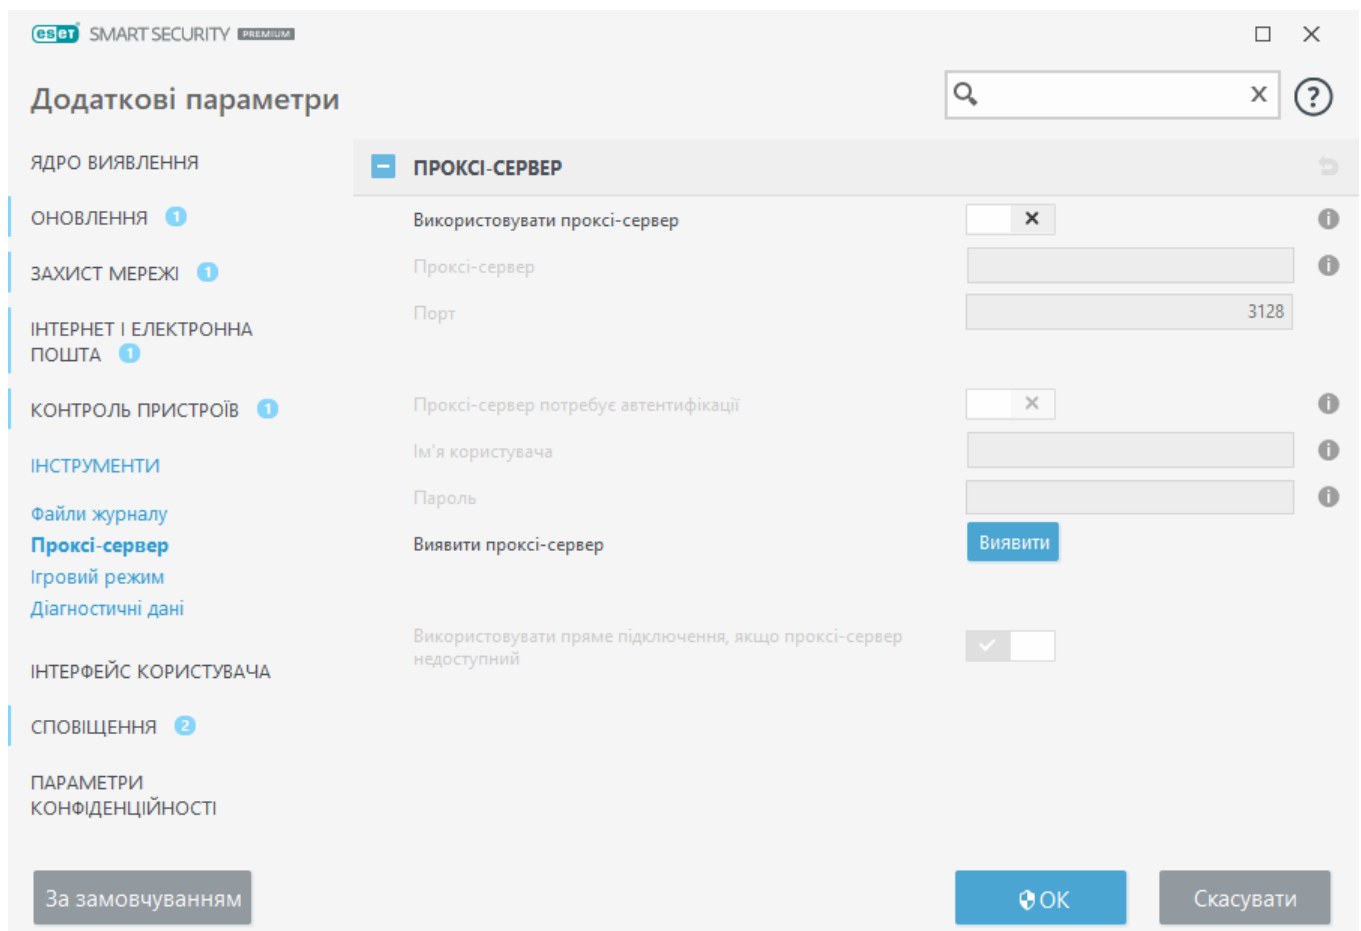 eset SMART SECURITY PREMIUM
Додаткові параметри
x
?
ЯДРО ВИЯВЛЕННЯ
ОНОВЛЕННЯ 1
ЗАХИСТ МЕРЕЖІ 1
ІНТЕРНЕТ І ЕЛЕКТРОННА
ПОШТА 1
КОНТРОЛЬ ПРИСТРОЇВ 1
ІНСТРУМЕНТИ
Файли журналу
Проксі-сервер
Ігровий режим
Діагностичні дані
ІНТЕРФЕЙС КОРИСТУВАЧА
СПОВІЩЕННЯ 2
ПАРАМЕТРИ
КОНФІДЕНЦІЙНОСТІ
ПРОКСІ-СЕРВЕР
Використовувати проксі-сервер
Проксі-сервер
Порт 3128
Проксі-сервер потребує автентифікації
Ім'я користувача
Пароль
Виявити проксі-сервер Виявити
Використовувати пряме підключення, якщо проксі-сервер
недоступний
За замовчуванням
ОК
Скасувати